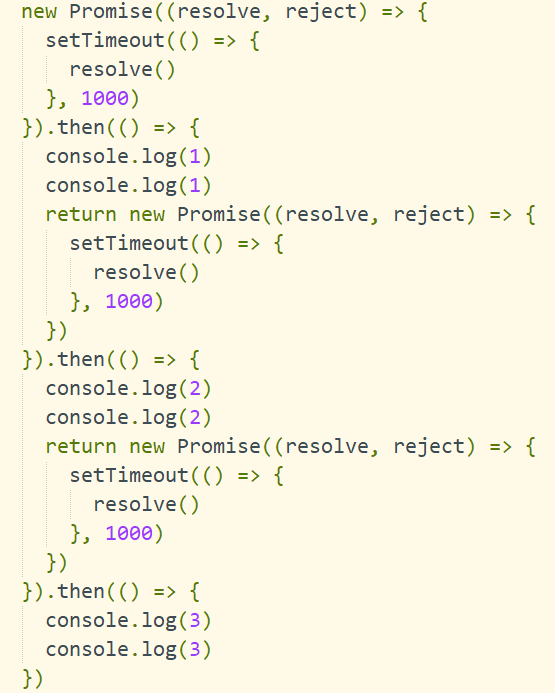 new Promise((resolve, reject) => {
  setTimeout(() => {
    resolve()
  }, 1000)
}).then(() => {
  console.log(1)
  console.log(1)
  return new Promise((resolve, reject) => {
    setTimeout(() => {
      resolve()
    }, 1000)
  })
}).then(() => {
  console.log(2)
  console.log(2)
  return new Promise((resolve, reject) => {
    setTimeout(() => {
      resolve()
    }, 1000)
  })
}).then(() => {
  console.log(3)
  console.log(3)
})